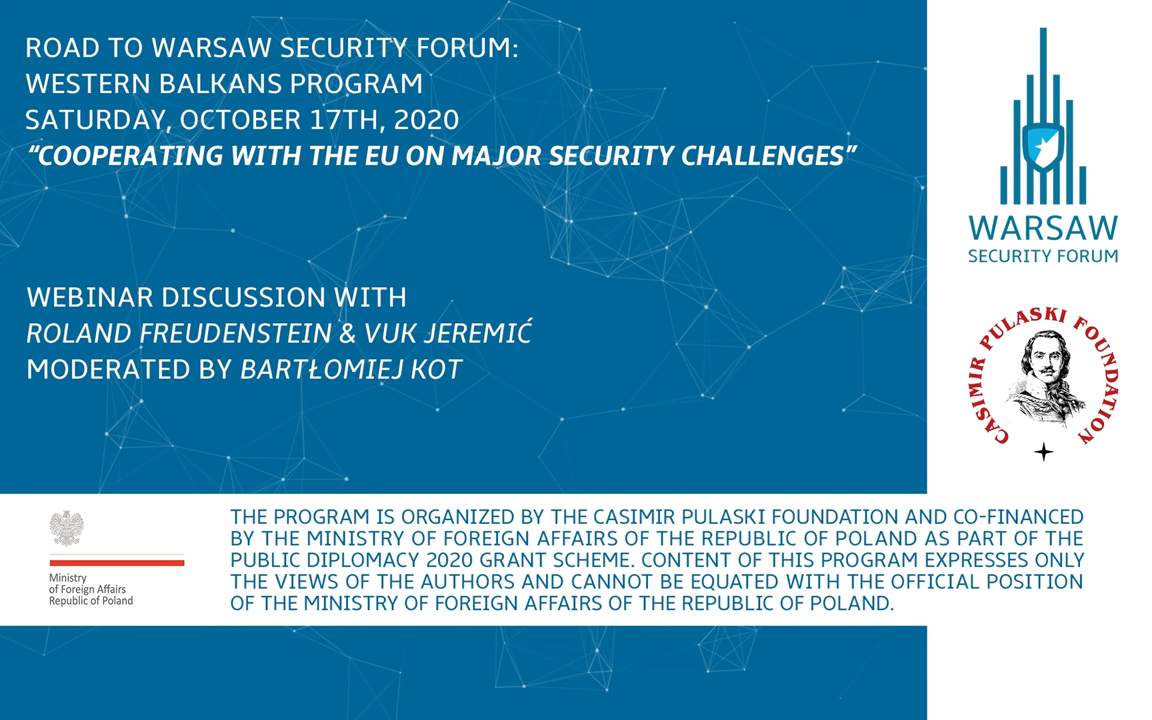 ROAD TO WARSAW SECURITY FORUM:
WESTERN BALKANS PROGRAM
SATURDAY, OCTOBER 17TH, 2020
“COOPERATING WITH THE EU ON MAJOR SECURITY CHALLENGES”
WEBINAR DISCUSSION WITH
ROLAND FREUDENSTEIN & VUK JEREMIĆ
MODERATED BY BARTŁOMIEJ KOT
WARSAW
SECURITY FORUM
CASIMIR PULASKI FOUNDATION
Ministry
of Foreign Affairs
Republic of Poland
THE PROGRAM IS ORGANIZED BY THE CASIMIR PULASKI FOUNDATION AND CO-FINANCED
BY THE MINISTRY OF FOREIGN AFFAIRS OF THE REPUBLIC OF POLAND AS PART OF THE
PUBLIC DIPLOMACY 2020 GRANT SCHEME. CONTENT OF THIS PROGRAM EXPRESSES ONLY
THE VIEWS OF THE AUTHORS AND CANNOT BE EQUATED WITH THE OFFICIAL POSITION
OF THE MINISTRY OF FOREIGN AFFAIRS OF THE REPUBLIC OF POLAND.